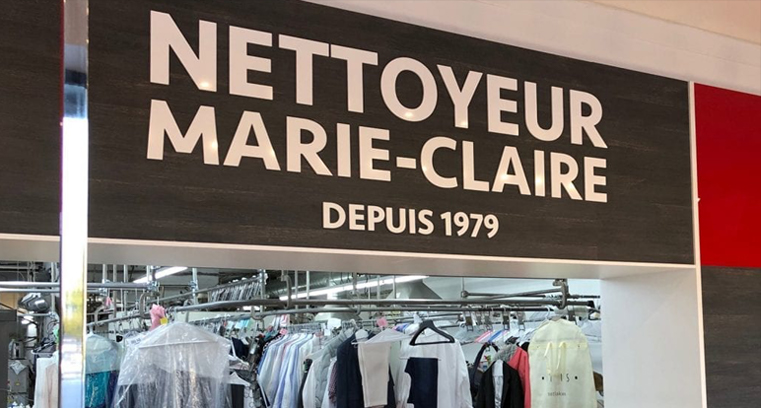 NETTOYEUR
MARIE-CLAIRE
DEPUIS 1979